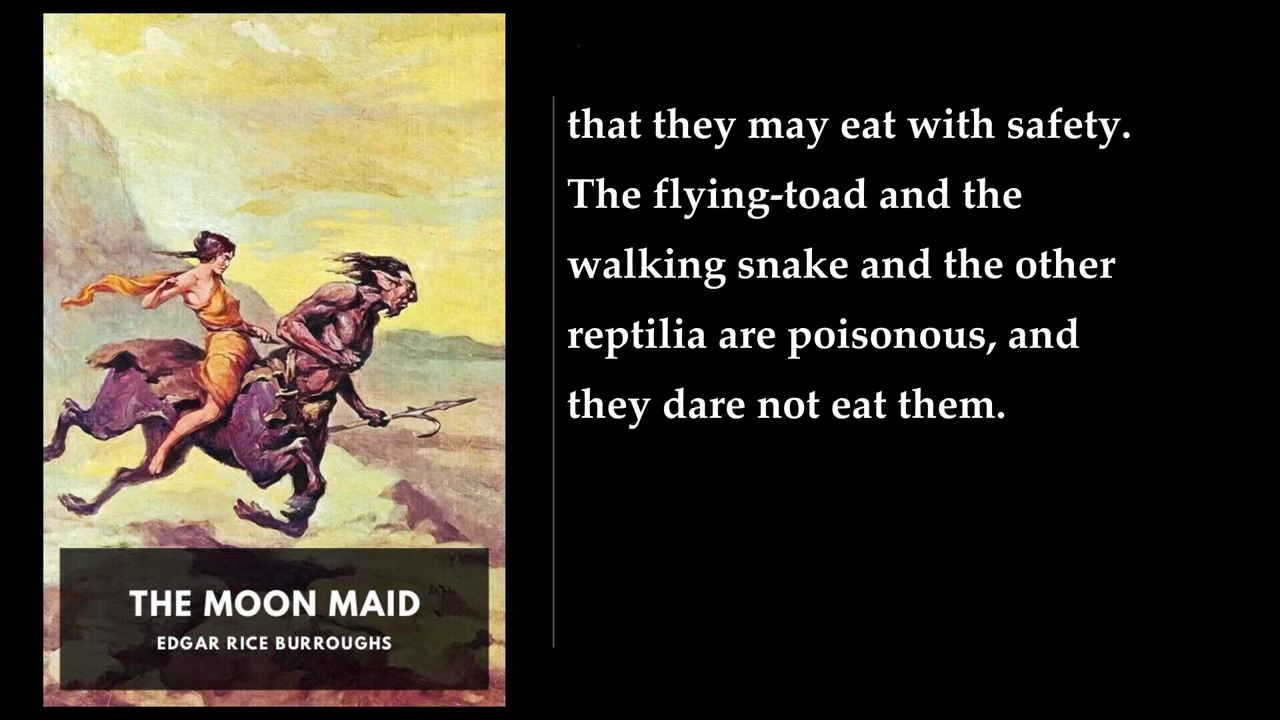 THE MOON MAID
EDGAR RICE BURROUGHS
that they may eat with safety.
The flying-toad and the
walking snake and the other
reptilia are poisonous, and
they dare not eat them.